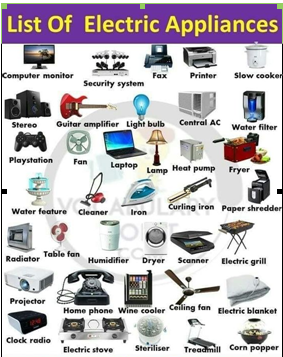 List Of Electric Appliances
Computer monitor
Security system
Fax
Printer
Slow cooker
Stereo
Guitar amplifier
Light bulb
Central AC
Water filter
Playstation
Fan
Laptop
Lamp
Heat pump
Fryer
Water feature
Cleaner
Iron
Curling iron
Paper shredder
Radiator
Table fan
Humidifier
Dryer
Scanner
Electric grill
Projector
Home phone
Wine cooler
Ceiling fan
Electric blanket
Clock radio
Electric stove
Steriliser
Treadmill
Corn popper